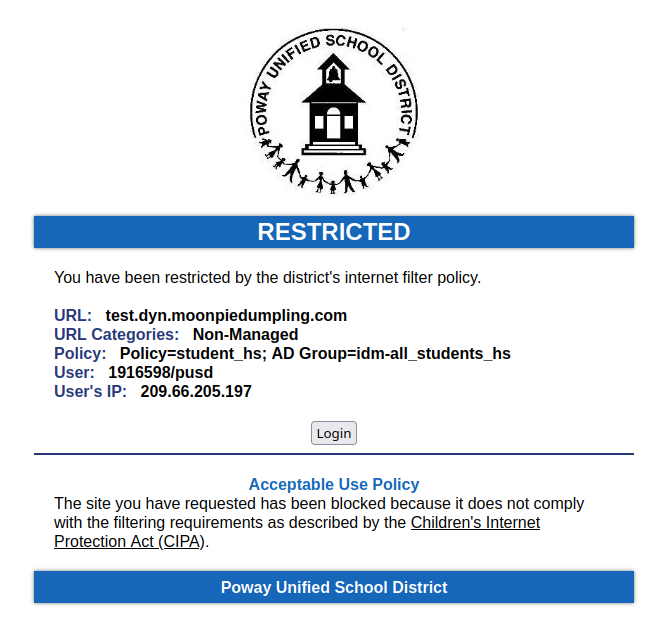 POWAY UNIFIED SCHOOL DISTRICT
RESTRICTED
You have been restricted by the district's internet filter policy.
URL: test.dyn.moonpiedumpling.com
URL Categories: Non-Managed
Policy: Policy=student_hs; AD Group=idm-all_students_hs
User: 1916598/pusd
User's IP: 209.66.205.197
Login
Acceptable Use Policy
The site you have requested has been blocked because it does not comply
with the filtering requirements as described by the Children's Internet
Protection Act (CIPA).
Poway Unified School District